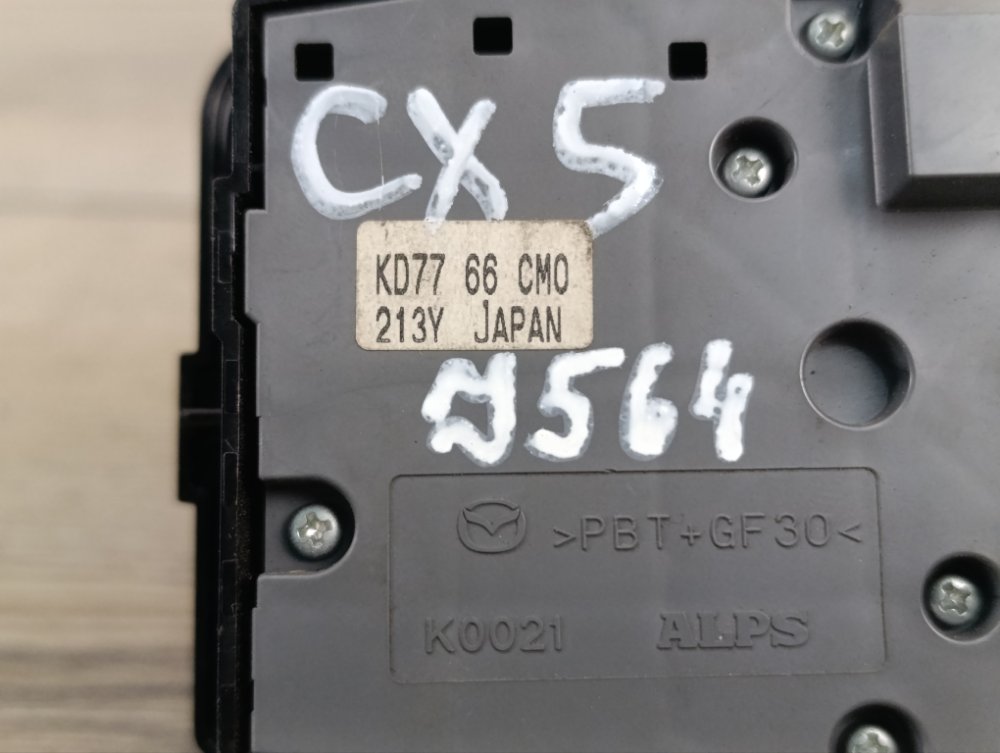 CX5
KD77 66 CM0
213Y JAPAN
564
>PBT+GF30<
K0021 ALPS